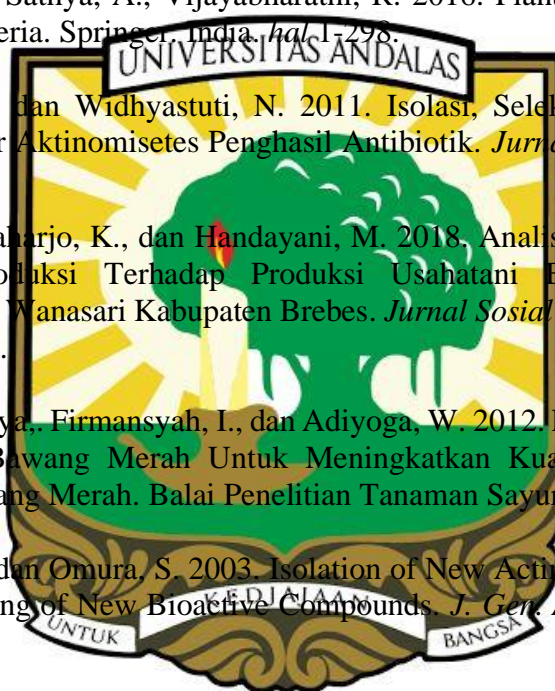 Sathya, A., Vijayabharathi, R. 2016. Plant
eria. Springer. India. hal 1-298.
UNIVERSITAS ANDALAS
dan Widhyastuti, N. 2011. Isolasi, Selek
r Aktinomisetes Penghasil Antibiotik. Jurna
aharjo, K., dan Handayani, M. 2018. Analis
oduksi Terhadap Produksi Usahatani B
Wanasari Kabupaten Brebes. Jurnal Sosial
.
ya,. Firmansyah, I., dan Adiyoga, W. 2012.
Bawang Merah Untuk Meningkatkan Kua
ang Merah. Balai Penelitian Tanaman Sayu
dan Omura, S. 2003. Isolation of New Actin
ng of New Bioactive Compounds. J. Gen.
KEDJAJAAN
UNTUK
BANGSA